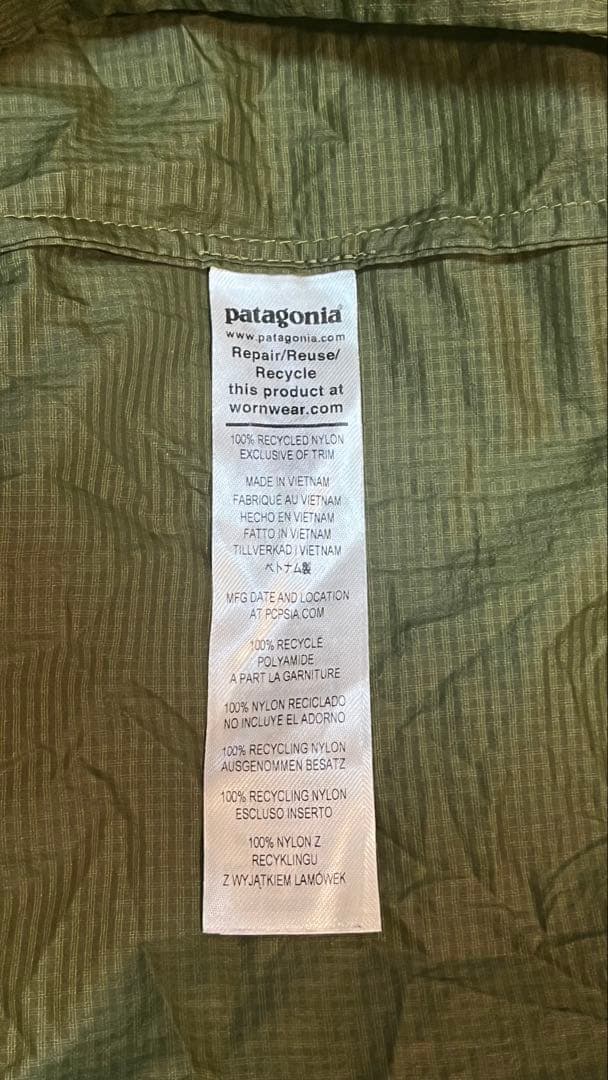 patagonia®
www.patagonia.com
Repair/Reuse/
Recycle
this product at
wornwear.com
100% RECYCLED NYLON
EXCLUSIVE OF TRIM
MADE IN VIETNAM
FABRIQUÉ AU VIETNAM
HECHO EN VIETNAM
FATTO IN VIETNAM
TILLVERKAD I VIETNAM
ベトナム製
MFG DATE AND LOCATION
AT PCPSIA.COM
100% RECYCLÉ
POLYAMIDE
A PART LA GARNITURE
100% NYLON RECICLADO
NO INCLUYE EL ADORNO
100% RECYCLING NYLON
AUSGENOMMEN BESATZ
100% RECYCLING NYLON
ESCLUSO INSERTO
100% NYLON Z
RECYKLINGU
Z WYJĄTKIEM LAMÓWEK